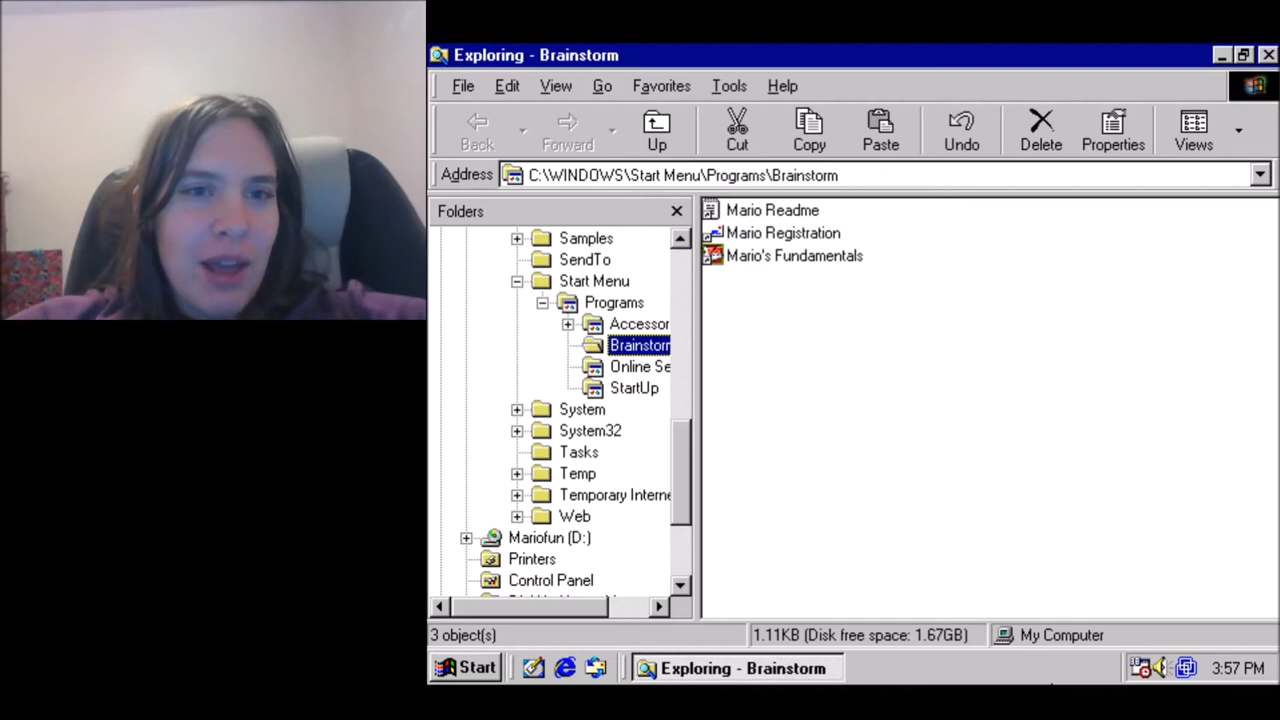 Exploring - Brainstorm
File Edit View Go Favorites Tools Help
Back Forward Up Cut Copy Paste Undo Delete Properties Views
Address C:\WINDOWS\Start Menu\Programs\Brainstorm
Folders
Samples
SendTo
Start Menu
Programs
Accessor
Brainstorm
Online Se
StartUp
System
System32
Tasks
Temp
Temporary Interne
Web
Mariofun (D:)
Printers
Control Panel
Mario Readme
Mario Registration
Mario's Fundamentals
3 object(s) 1.11KB (Disk free space: 1.67GB) My Computer
Start Exploring - Brainstorm 3:57 PM